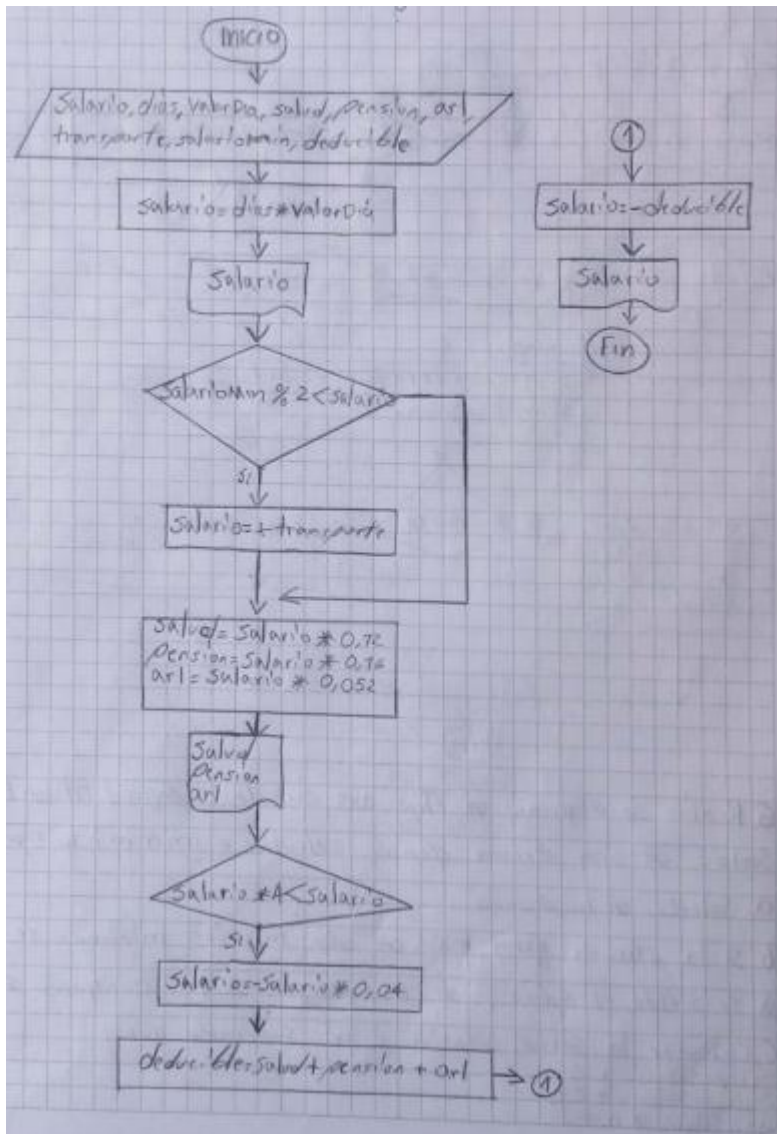 Inicio
Salario, dias, ValorDia, salud, pension, arl,
transporte, salariomin, deducible
Salario=dias*ValorDia
Salario
Salariomin % 2<Salario
Si
Salario=+transporte
Salud=Salario * 0,12
Pension=Salario * 0,16
arl=Salario * 0,052
Salud
Pension
arl
Salario *4<Salario
Si
Salario=-Salario * 0,04
deducible=Salud+pension + arl
1
1
Salario=-deducible
Salario
Fin